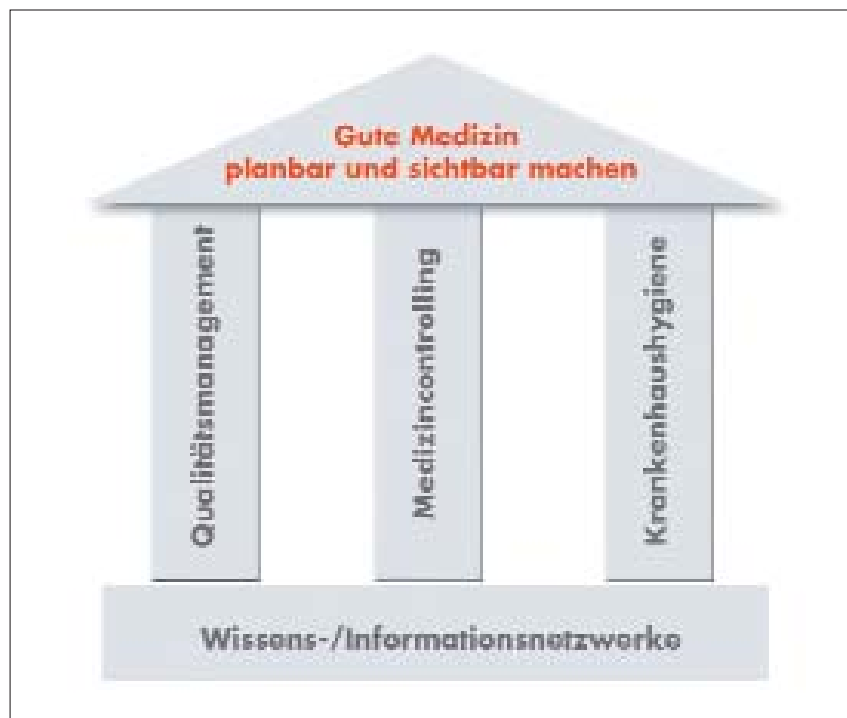 Gute Medizin
planbar und sichtbar machen
Qualitätsmanagement
Medizincontrolling
Krankenhaushygiene
Wissens-/Informationsnetzwerke